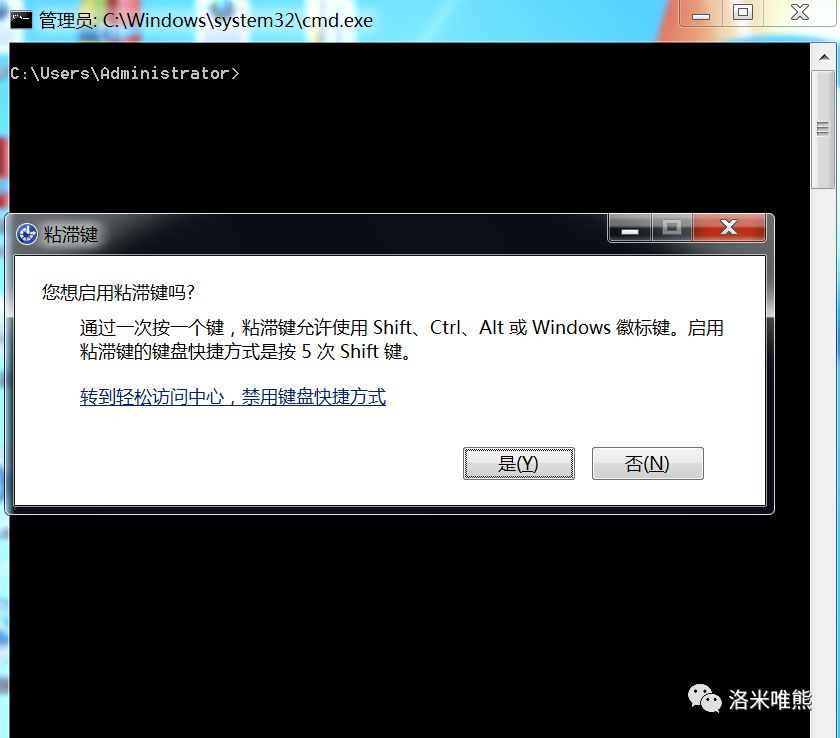 管理员: C:\Windows\system32\cmd.exe
C:\Users\Administrator>
粘滞键
您想启用粘滞键吗?
通过一次按一个键，粘滞键允许使用 Shift、Ctrl、Alt 或 Windows 徽标键。启用
粘滞键的键盘快捷方式是按 5 次 Shift 键。
转到轻松访问中心，禁用键盘快捷方式
是(Y)
否(N)
洛米唯熊